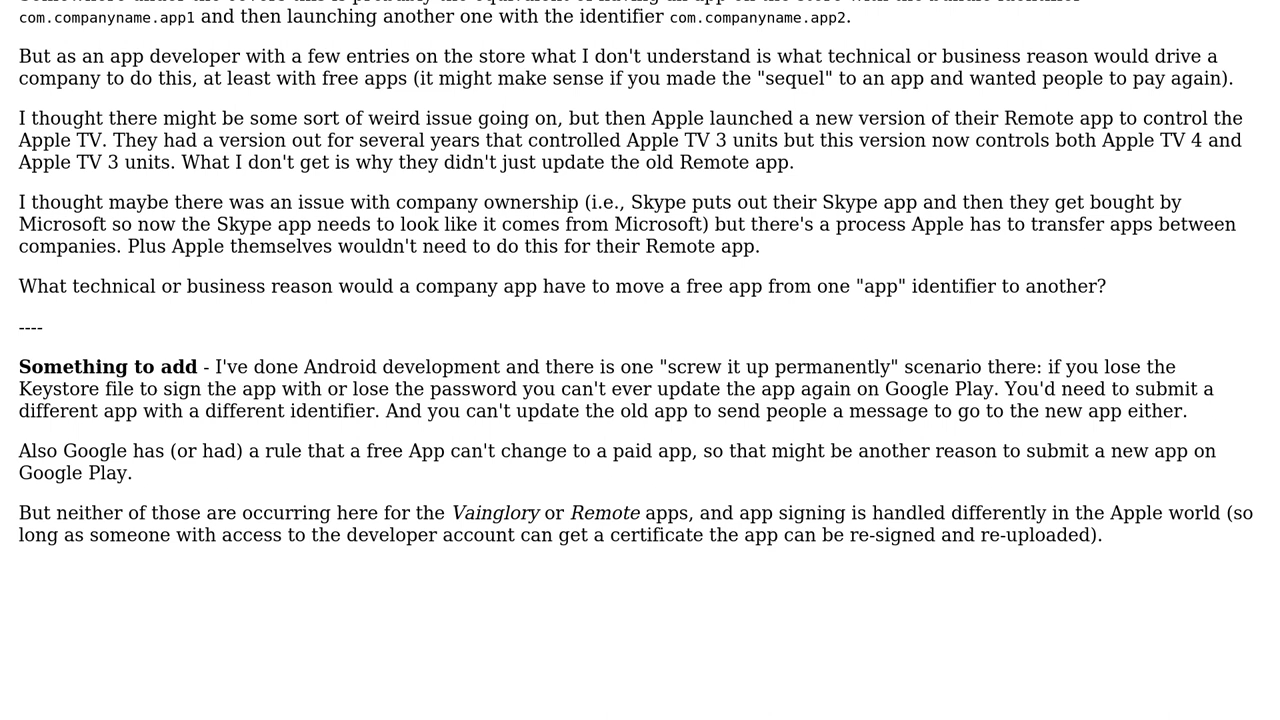 com.companyname.app1 and then launching another one with the identifier com.companyname.app2.
But as an app developer with a few entries on the store what I don't understand is what technical or business reason would drive a
company to do this, at least with free apps (it might make sense if you made the "sequel" to an app and wanted people to pay again).
I thought there might be some sort of weird issue going on, but then Apple launched a new version of their Remote app to control the
Apple TV. They had a version out for several years that controlled Apple TV 3 units but this version now controls both Apple TV 4 and
Apple TV 3 units. What I don't get is why they didn't just update the old Remote app.
I thought maybe there was an issue with company ownership (i.e., Skype puts out their Skype app and then they get bought by
Microsoft so now the Skype app needs to look like it comes from Microsoft) but there's a process Apple has to transfer apps between
companies. Plus Apple themselves wouldn't need to do this for their Remote app.
What technical or business reason would a company app have to move a free app from one "app" identifier to another?
----
Something to add - I've done Android development and there is one "screw it up permanently" scenario there: if you lose the
Keystore file to sign the app with or lose the password you can't ever update the app again on Google Play. You'd need to submit a
different app with a different identifier. And you can't update the old app to send people a message to go to the new app either.
Also Google has (or had) a rule that a free App can't change to a paid app, so that might be another reason to submit a new app on
Google Play.
But neither of those are occurring here for the Vainglory or Remote apps, and app signing is handled differently in the Apple world (so
long as someone with access to the developer account can get a certificate the app can be re-signed and re-uploaded).